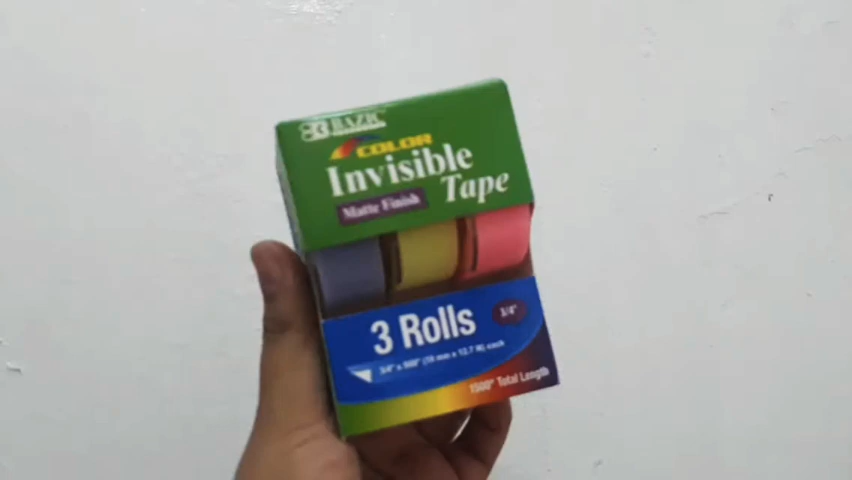 BAZIC
COLOR
Invisible
Tape
Matte Finish
3 Rolls
3/4"
3/4" x 500" (19 mm x 12.7 M) each
1500" Total Length